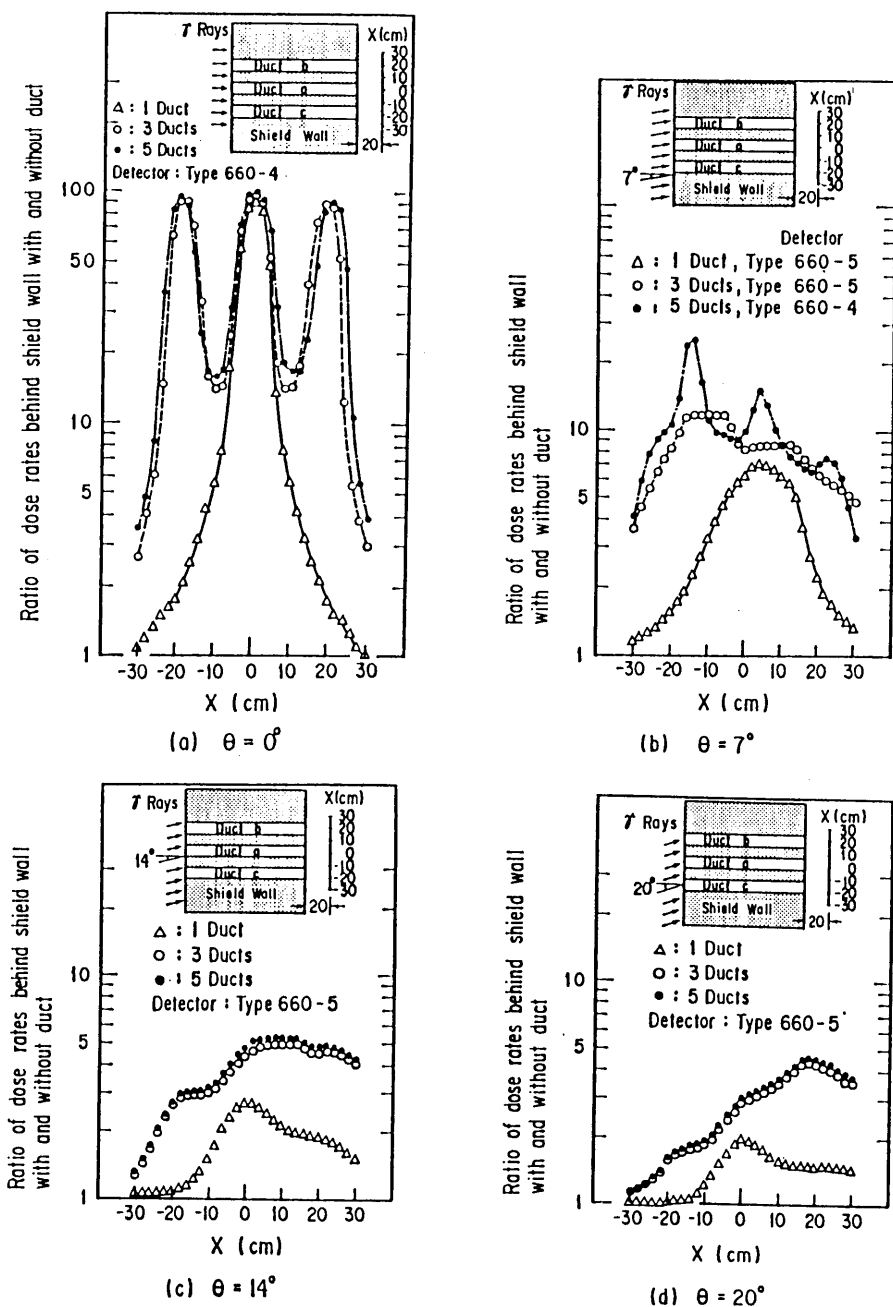 γ Rays
X(cm)
30
20
10
0
-10
-20
-30
Duct b
Duct a
Duct c
Shield Wall
20
△ : 1 Duct
○ : 3 Ducts
• : 5 Ducts
Detector : Type 660-4
Ratio of dose rates behind shield wall with and without duct
100
50
10
5
1
-30 -20 -10 0 10 20 30
X (cm)
(a) θ = 0°
γ Rays
X(cm)
30
20
10
0
-10
-20
-30
Duct b
Duct a
Duct c
Shield Wall
7°
20
Detector
△ : 1 Duct, Type 660-5
○ : 3 Ducts, Type 660-5
• : 5 Ducts, Type 660-4
Ratio of dose rates behind shield wall
with and without duct
10
5
1
-30 -20 -10 0 10 20 30
X (cm)
(b) θ = 7°
γ Rays
X(cm)
30
20
10
0
-10
-20
-30
Duct b
Duct a
Duct c
Shield Wall
14°
20
△ : 1 Duct
○ : 3 Ducts
• : 5 Ducts
Detector : Type 660-5
Ratio of dose rates behind shield wall
with and without duct
10
5
1
-30 -20 -10 0 10 20 30
X (cm)
(c) θ = 14°
γ Rays
X(cm)
30
20
10
0
-10
-20
-30
Duct b
Duct a
Duct c
Shield Wall
20°
20
△ : 1 Duct
○ : 3 Ducts
• : 5 Ducts
Detector : Type 660-5
Ratio of dose rates behind shield wall
with and without duct
10
5
1
-30 -20 -10 0 10 20 30
X (cm)
(d) θ = 20°